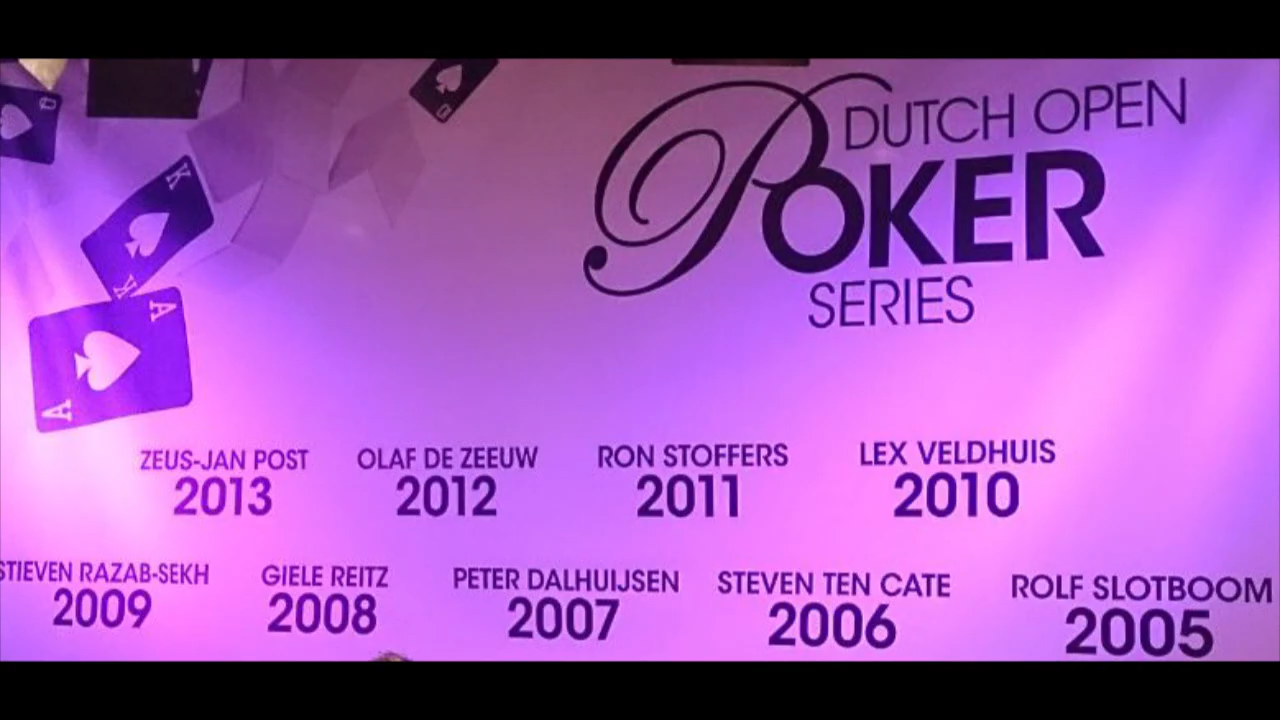 DUTCH OPEN
POKER
SERIES
ZEUS-JAN POST OLAF DE ZEEUW RON STOFFERS LEX VELDHUIS
2013 2012 2011 2010
STIEVEN RAZAB-SEKH GIELE REITZ PETER DALHUIJSEN STEVEN TEN CATE ROLF SLOTBOOM
2009 2008 2007 2006 2005
Q
Q
K
K
A
A